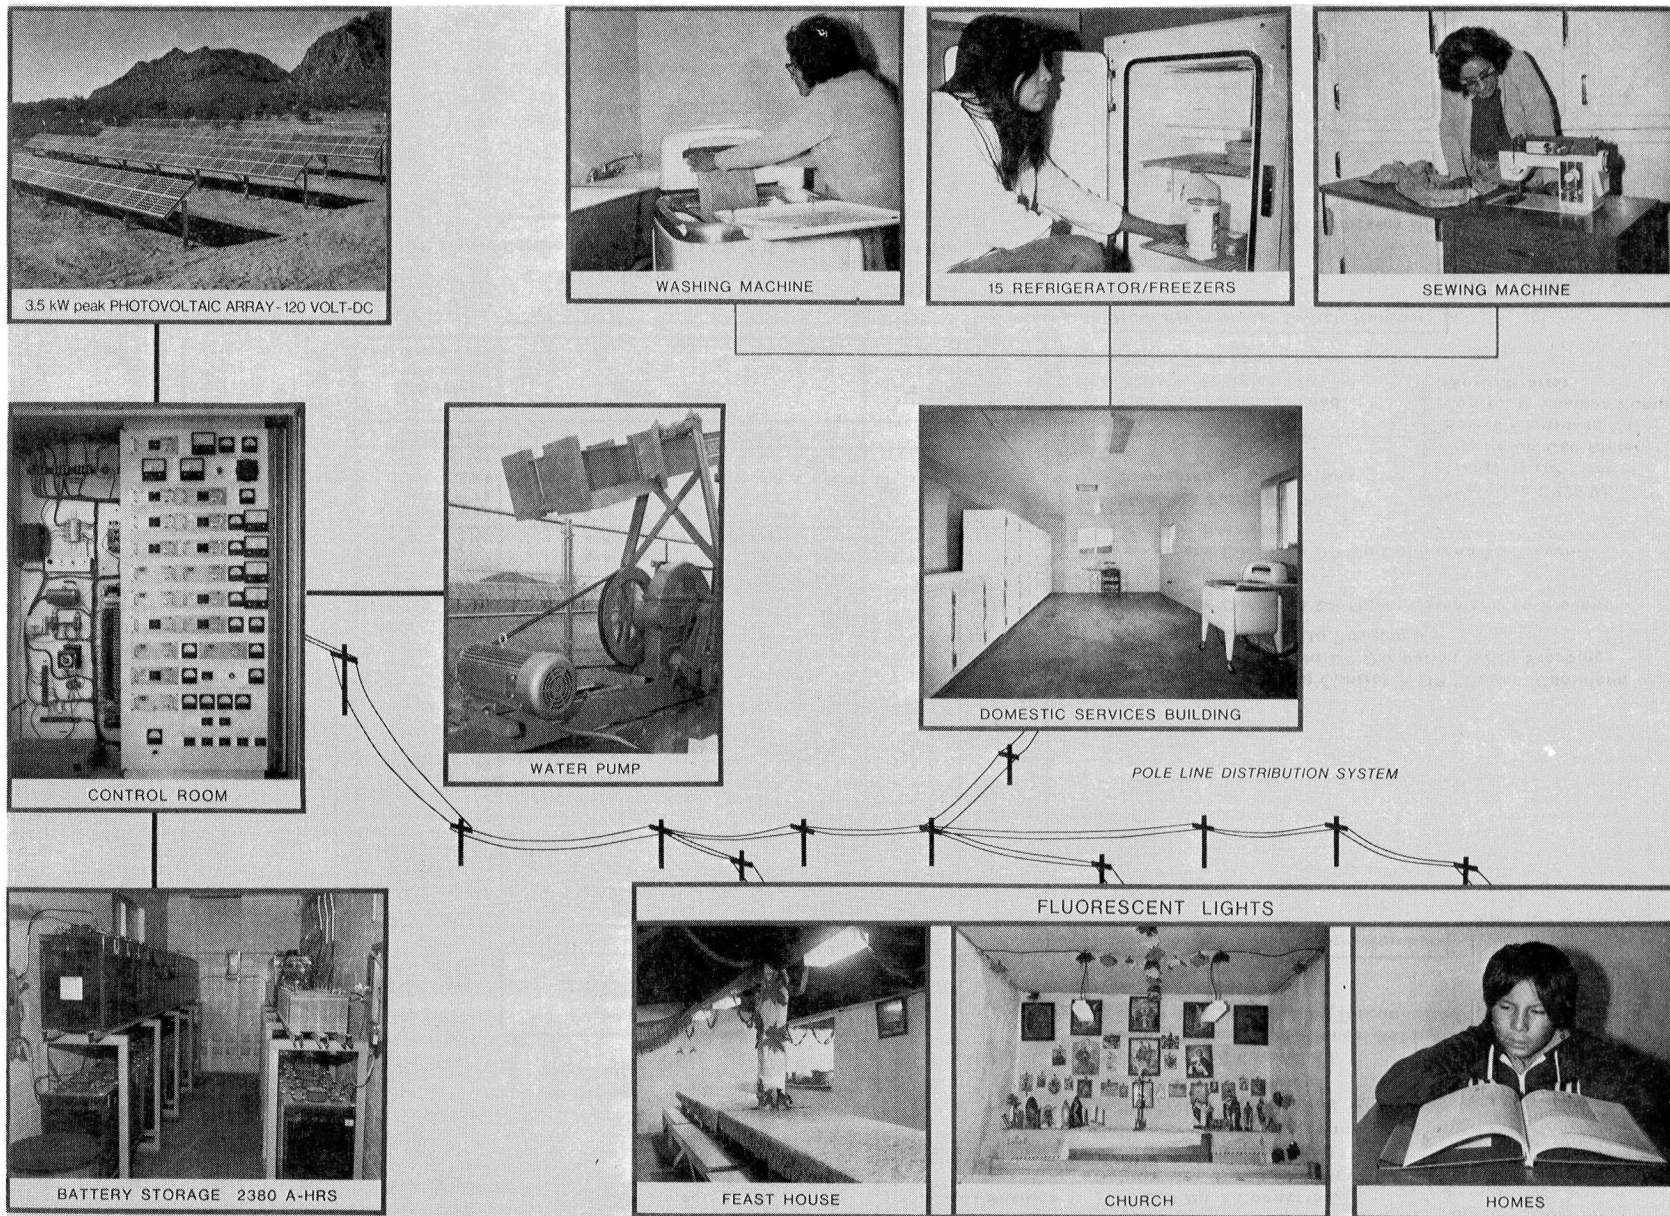 3.5 kW peak PHOTOVOLTAIC ARRAY-120 VOLT-DC
WASHING MACHINE
15 REFRIGERATOR/FREEZERS
SEWING MACHINE
CONTROL ROOM
WATER PUMP
DOMESTIC SERVICES BUILDING
POLE LINE DISTRIBUTION SYSTEM
FLUORESCENT LIGHTS
BATTERY STORAGE 2380 A-HRS
FEAST HOUSE
CHURCH
HOMES